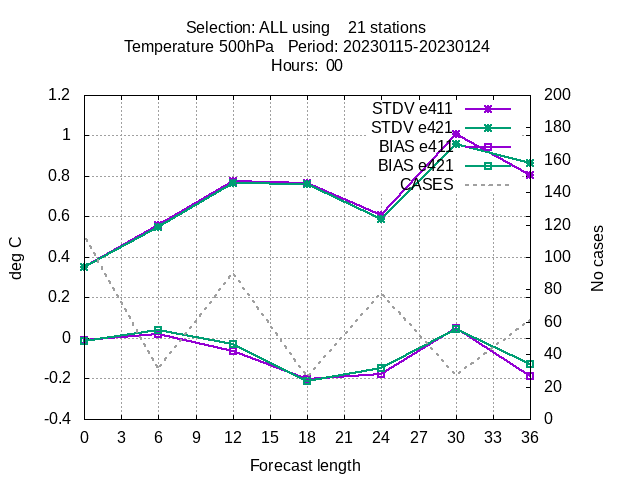 Selection: ALL using    21 stations
Temperature 500hPa   Period: 20230115-20230124
Hours:  00
STDV e411
STDV e421
BIAS e411
BIAS e421
CASES
1.2
1
0.8
0.6
0.4
0.2
0
-0.2
-0.4
deg C
200
180
160
140
120
100
80
60
40
20
0
No cases
0 3 6 9 12 15 18 21 24 27 30 33 36
Forecast length